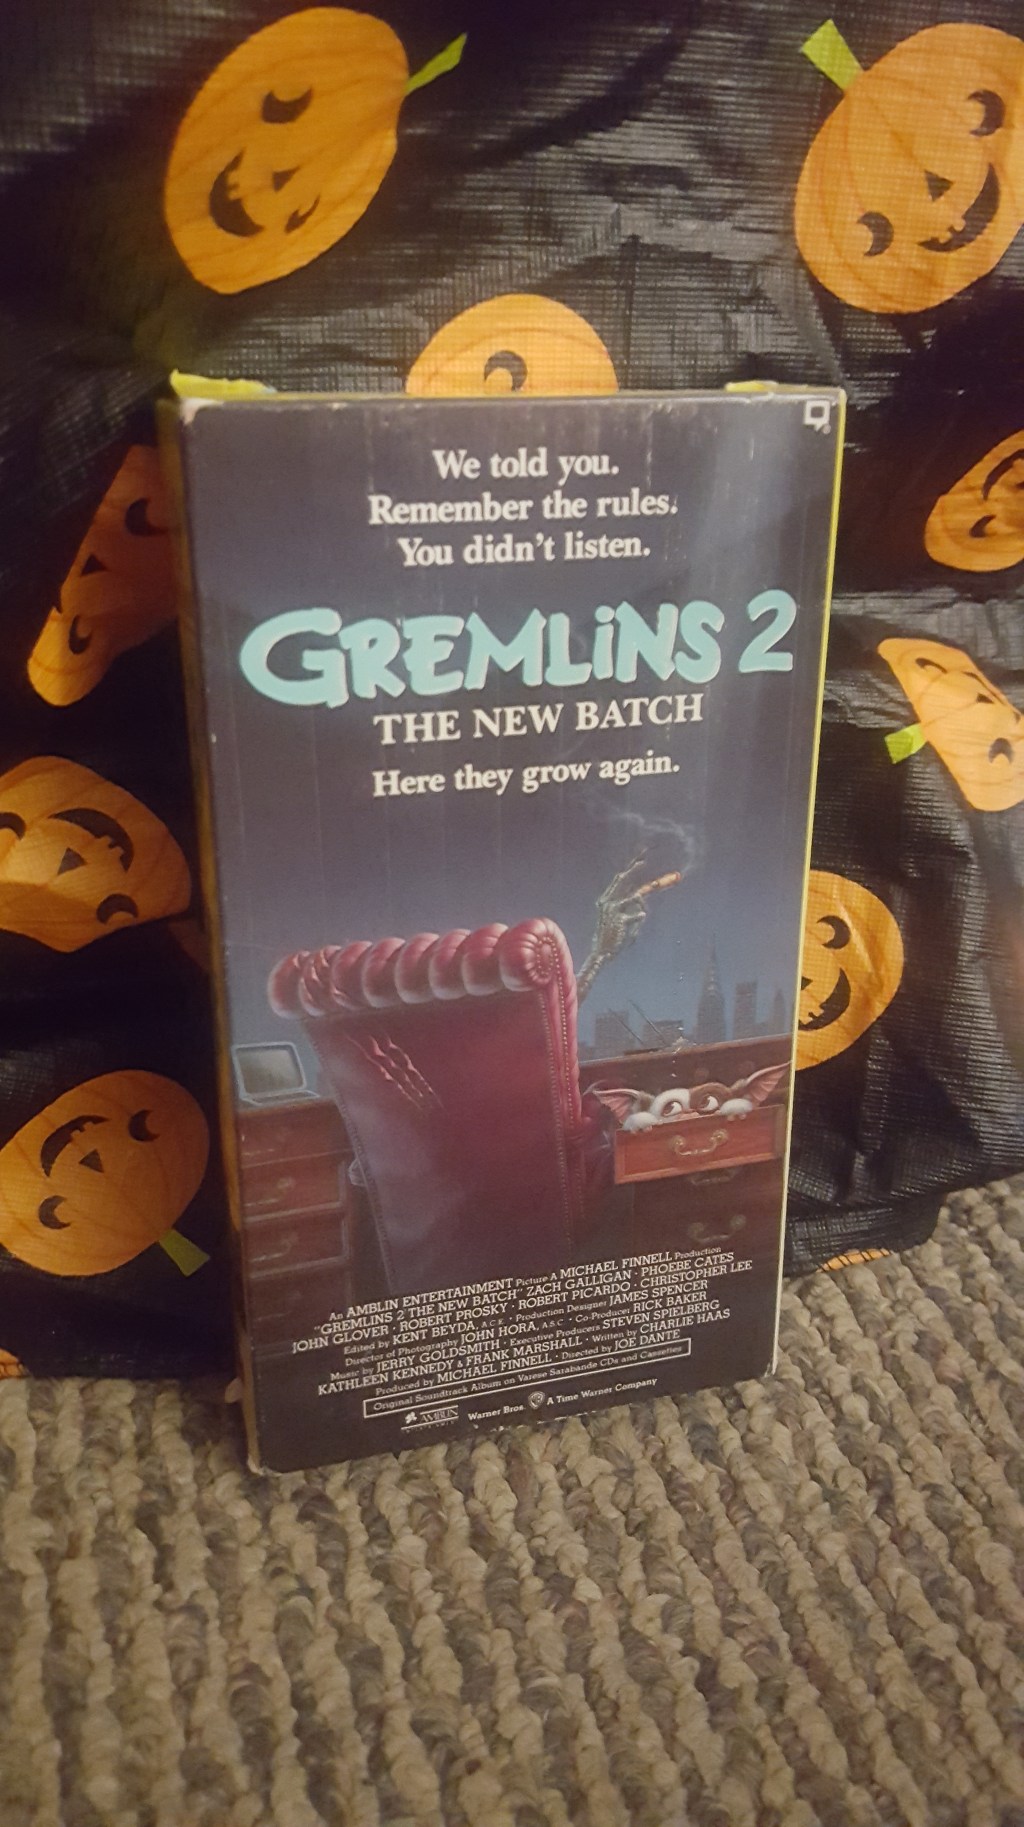 We told you.
Remember the rules.
You didn't listen.
GREMLiNS 2
THE NEW BATCH
Here they grow again.
An AMBLIN ENTERTAINMENT Picture A MICHAEL FINNELL Production
"GREMLINS 2 THE NEW BATCH" ZACH GALLIGAN · PHOEBE CATES
JOHN GLOVER · ROBERT PROSKY · ROBERT PICARDO · CHRISTOPHER LEE
Edited by KENT BEYDA, A.C.E. · Production Designer JAMES SPENCER
Director of Photography JOHN HORA, A.S.C. · Co-Producer RICK BAKER
Music by JERRY GOLDSMITH · Executive Producers STEVEN SPIELBERG
KATHLEEN KENNEDY & FRANK MARSHALL · Written by CHARLIE HAAS
Produced by MICHAEL FINNELL · Directed by JOE DANTE
Original Soundtrack Album on Varese Sarabande CDs and Cassettes
AMBLIN
Warner Bros. WB A Time Warner Company